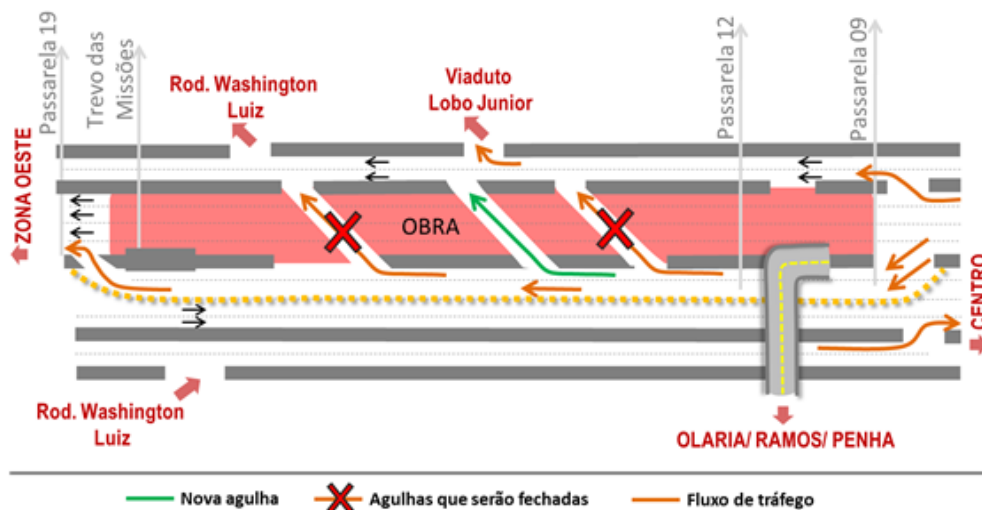 Passarela 19
Trevo das
Missões
Rod. Washington
Luiz
Viaduto
Lobo Junior
Passarela 12
Passarela 09
ZONA OESTE
OBRA
CENTRO
Rod. Washington
Luiz
OLARIA/ RAMOS/ PENHA
Nova agulha
Agulhas que serão fechadas
Fluxo de tráfego